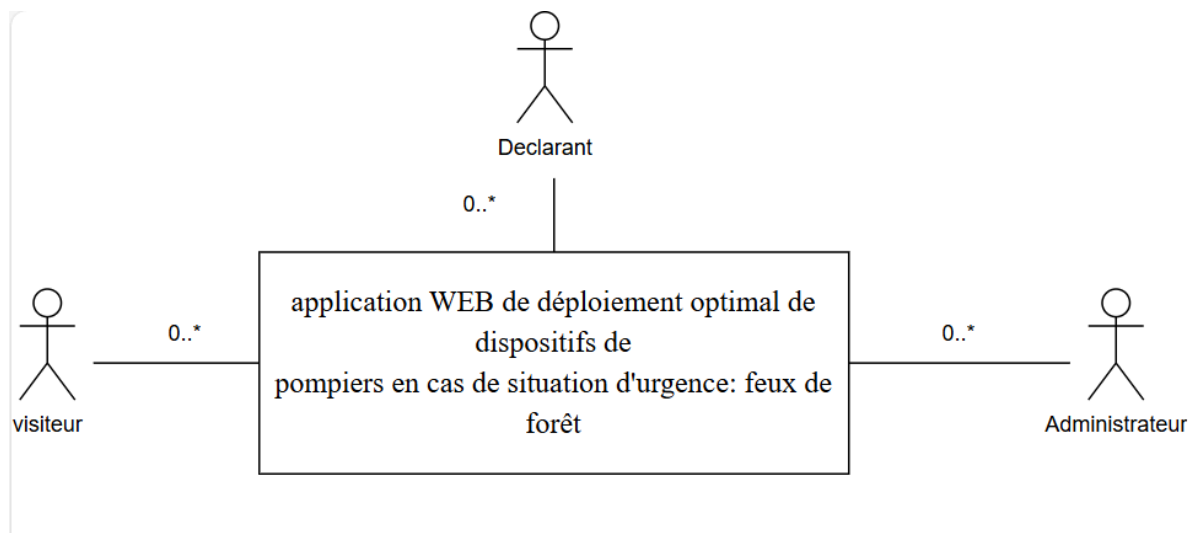 Declarant
0..*
application WEB de déploiement optimal de
dispositifs de
pompiers en cas de situation d'urgence: feux de
forêt
0..*
0..*
visiteur
Administrateur